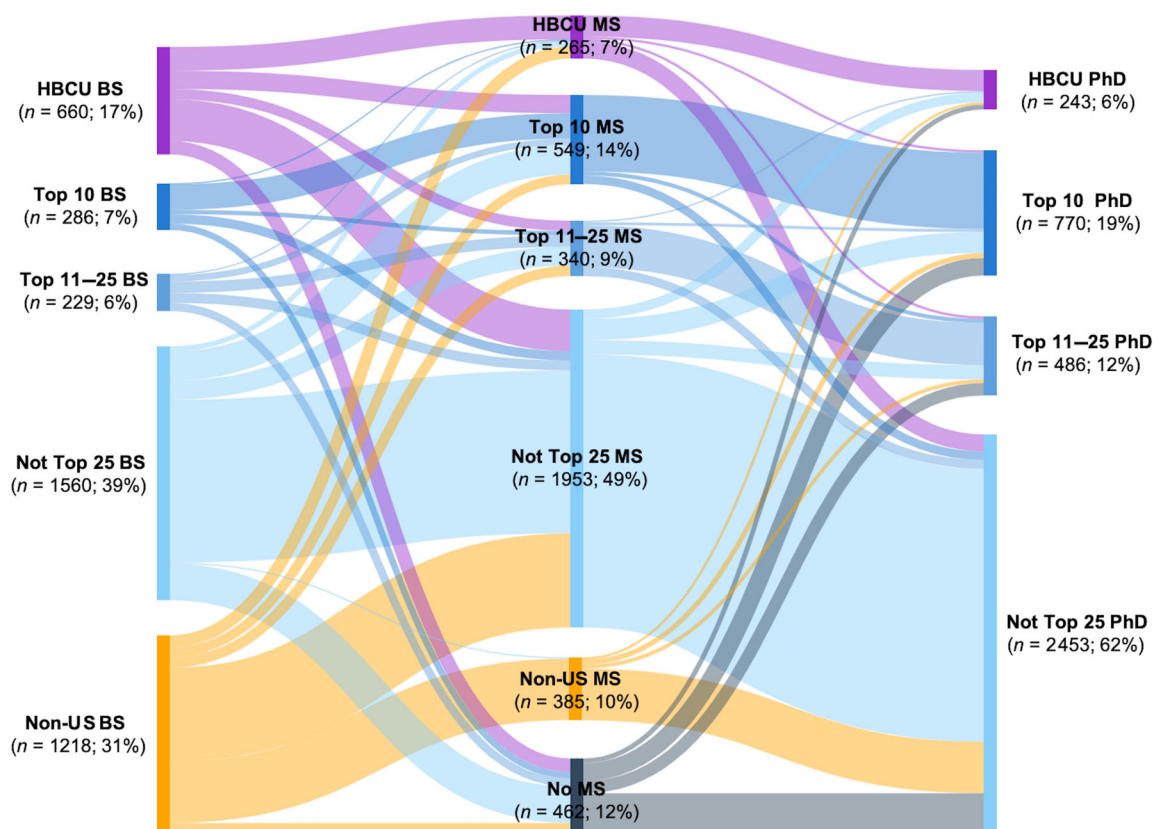 HBCU BS
(n = 660; 17%)
Top 10 BS
(n = 286; 7%)
Top 11—25 BS
(n = 229; 6%)
Not Top 25 BS
(n = 1560; 39%)
Non-US BS
(n = 1218; 31%)
HBCU MS
(n = 265; 7%)
Top 10 MS
(n = 549; 14%)
Top 11–25 MS
(n = 340; 9%)
Not Top 25 MS
(n = 1953; 49%)
Non-US MS
(n = 385; 10%)
No MS
(n = 462; 12%)
HBCU PhD
(n = 243; 6%)
Top 10 PhD
(n = 770; 19%)
Top 11—25 PhD
(n = 486; 12%)
Not Top 25 PhD
(n = 2453; 62%)